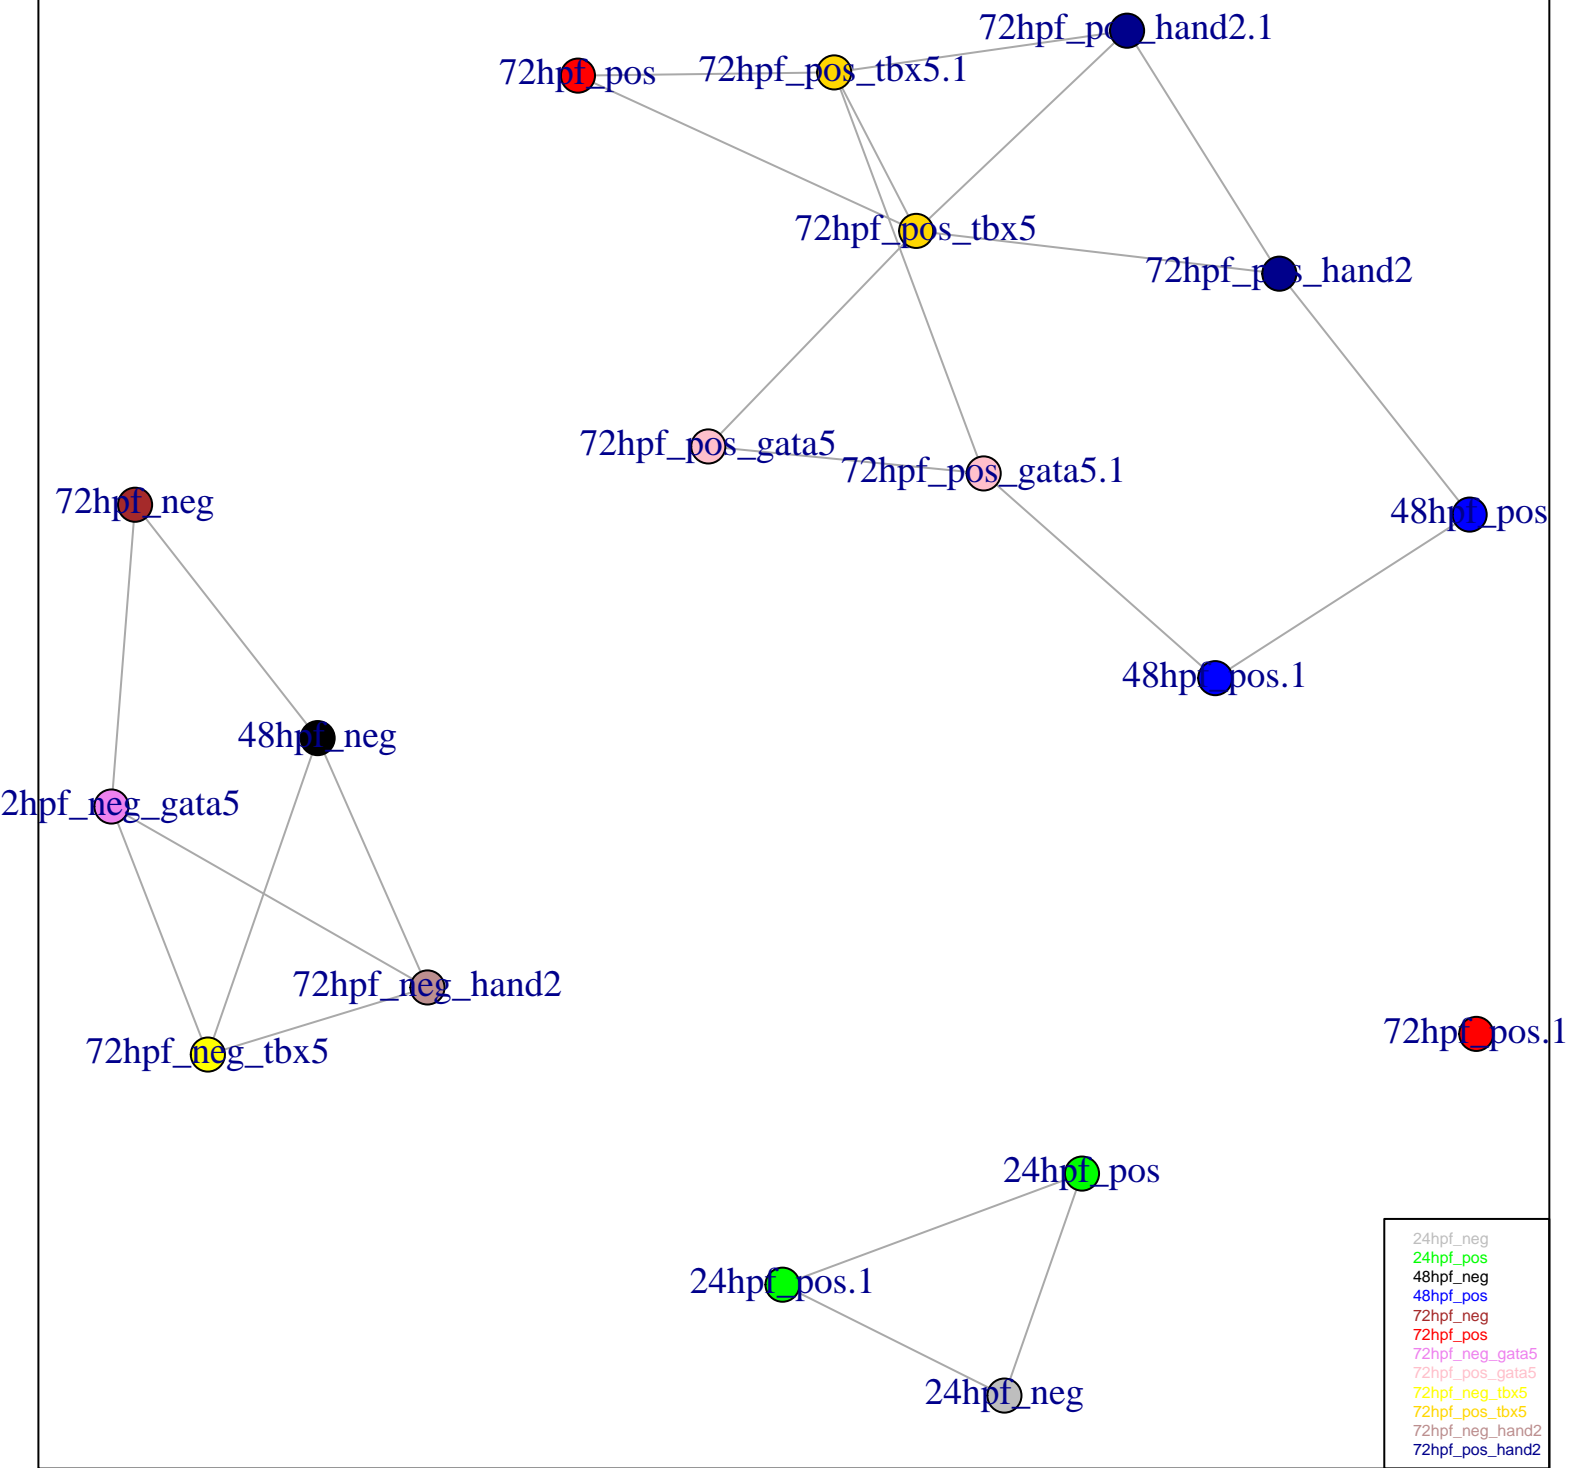 72hpf_pos_hand2.1
72hpf_pos
72hpf_pos_tbx5.1
72hpf_pos_tbx5
72hpf_pos_hand2
72hpf_pos_gata5
72hpf_pos_gata5.1
72hpf_neg
48hpf_pos
48hpf_pos.1
48hpf_neg
2hpf_neg_gata5
72hpf_neg_hand2
72hpf_pos.1
72hpf_neg_tbx5
24hpf_pos
24hpf_pos.1
24hpf_neg
24hpf_neg
24hpf_pos
48hpf_neg
48hpf_pos
72hpf_neg
72hpf_pos
72hpf_neg_gata5
72hpf_pos_gata5
72hpf_neg_tbx5
72hpf_pos_tbx5
72hpf_neg_hand2
72hpf_pos_hand2